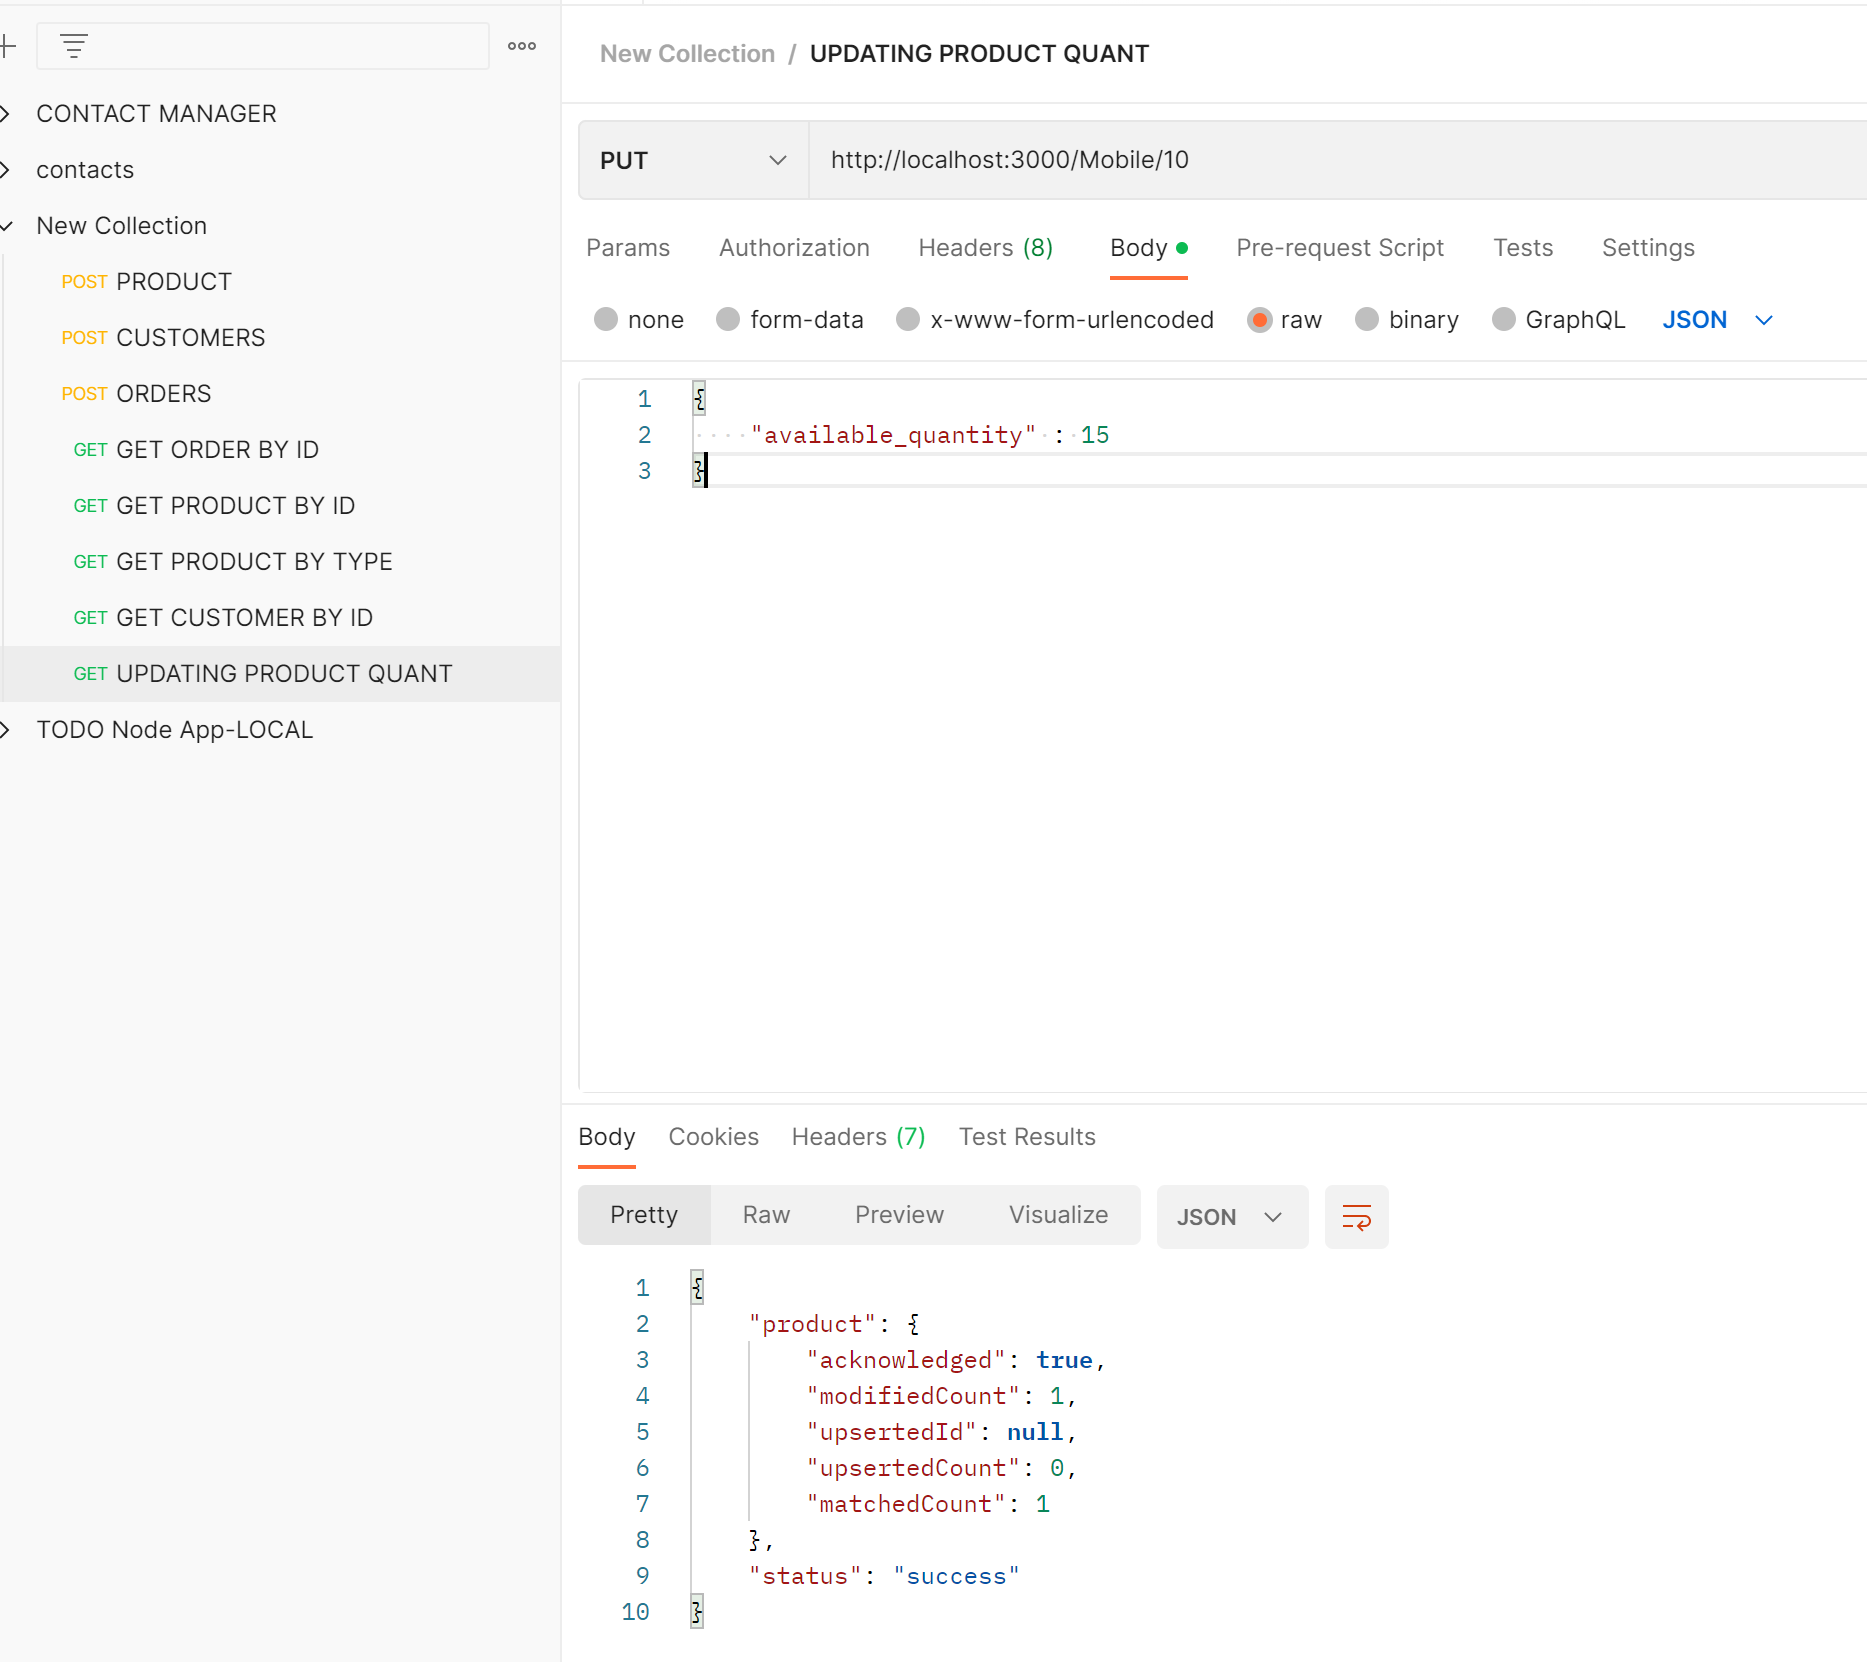 CONTACT MANAGER
contacts
New Collection
POST PRODUCT
POST CUSTOMERS
POST ORDERS
GET GET ORDER BY ID
GET GET PRODUCT BY ID
GET GET PRODUCT BY TYPE
GET GET CUSTOMER BY ID
GET UPDATING PRODUCT QUANT
TODO Node App-LOCAL
New Collection / UPDATING PRODUCT QUANT
PUT http://localhost:3000/Mobile/10
Params Authorization Headers (8) Body Pre-request Script Tests Settings
none form-data x-www-form-urlencoded raw binary GraphQL JSON
1 {
2 "available_quantity" : 15
3 }
Body Cookies Headers (7) Test Results
Pretty Raw Preview Visualize JSON
1 {
2 "product": {
3 "acknowledged": true,
4 "modifiedCount": 1,
5 "upsertedId": null,
6 "upsertedCount": 0,
7 "matchedCount": 1
8 },
9 "status": "success"
10 }